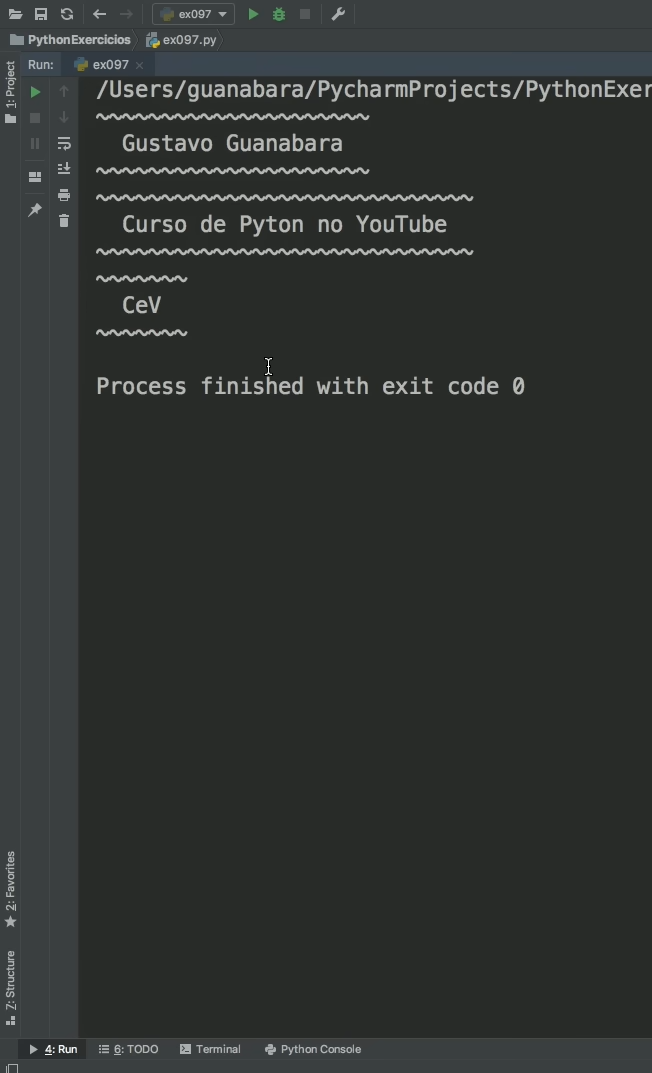 ex097
PythonExercicios
ex097.py
Run:
ex097
1: Project
/Users/guanabara/PycharmProjects/PythonExer
~~~~~~~~~~~~~~~~~~~~~
Gustavo Guanabara
~~~~~~~~~~~~~~~~~~~~~
~~~~~~~~~~~~~~~~~~~~~~~~~~~~~
Curso de Pyton no YouTube
~~~~~~~~~~~~~~~~~~~~~~~~~~~~~
~~~~~~~
CeV
~~~~~~~
Process finished with exit code 0
2: Favorites
7: Structure
4: Run
6: TODO
Terminal
Python Console